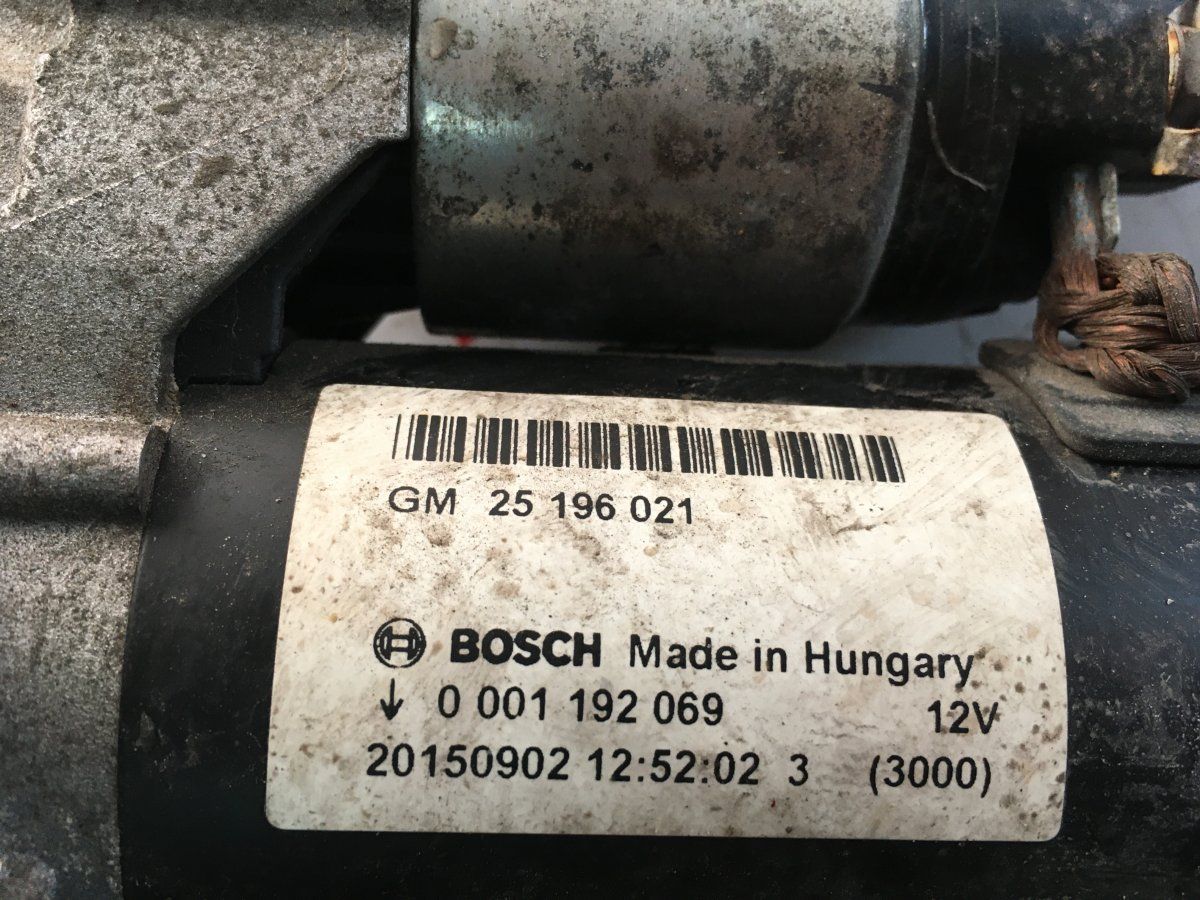 GM 25 196 021
BOSCH Made in Hungary
↓ 0 001 192 069 12V
20150902 12:52:02 3 (3000)